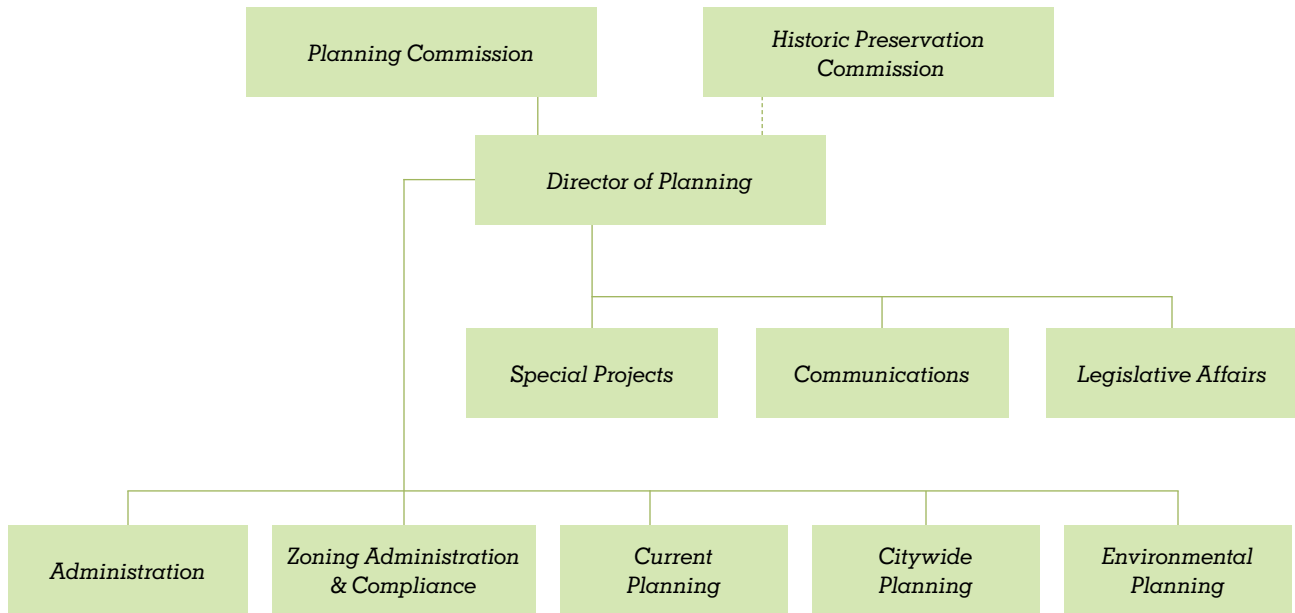 Planning Commission
Historic Preservation
Commission
Director of Planning
Special Projects
Communications
Legislative Affairs
Administration
Zoning Administration
& Compliance
Current
Planning
Citywide
Planning
Environmental
Planning